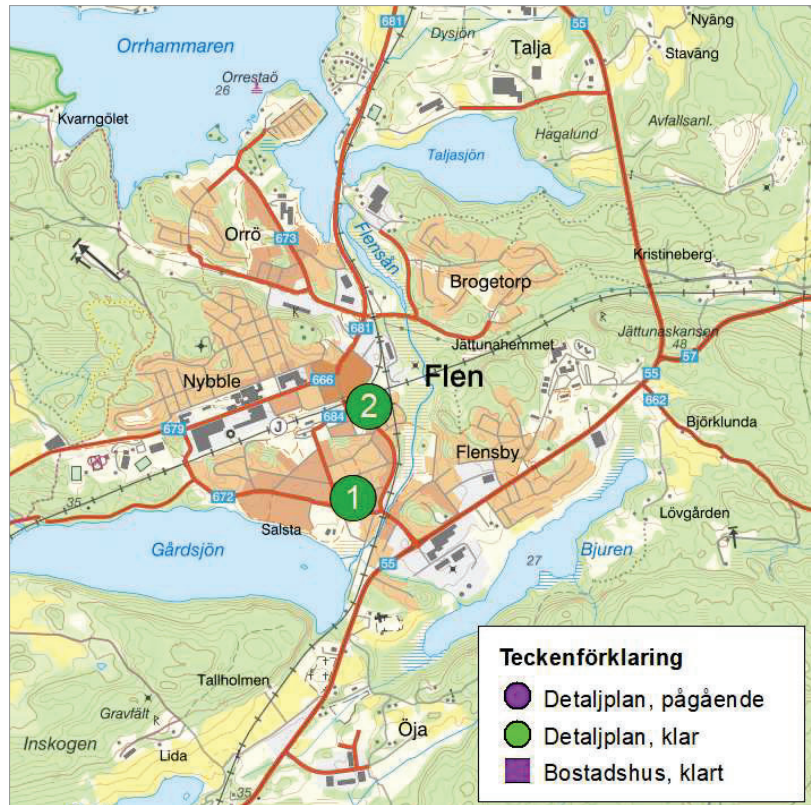 Orrhammaren
Orrestaö
26
Kvarngölet
681
Dysjön
55
Talja
Nyäng
Staväng
Hagalund
Avfallsanl.
Taljasjön
Orrö
673
Flensån
Brogetorp
Kristineberg
681
Jättunahemmet
Jättunaskansen
48
57
55
Nybble
666
Flen
662
2
684
679
J
Flensby
Björklunda
35
672
1
Salsta
Lövgården
Gårdsjön
55
27
Bjuren
Tallholmen
Gravfält
Inskogen
Lida
Öja
35
Teckenförklaring
Detaljplan, pågående
Detaljplan, klar
Bostadshus, klart